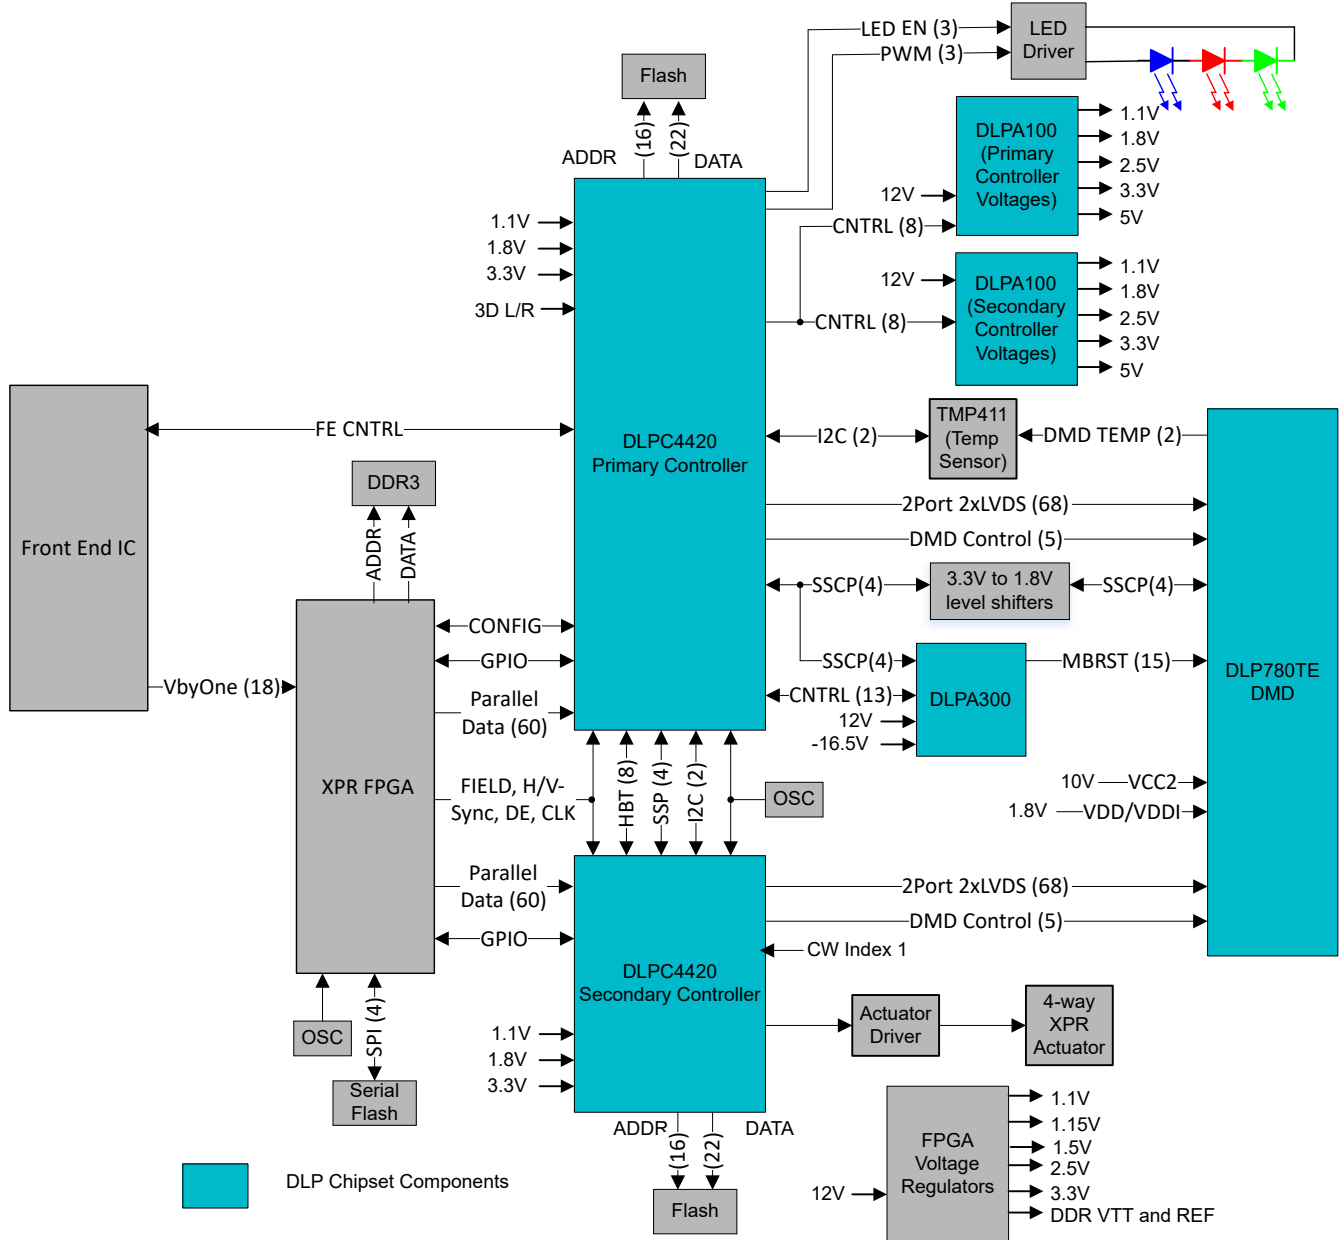 LED EN (3)
PWM (3)
LED
Driver
Flash
(16)
(22)
ADDR
DATA
DLPA100
(Primary
Controller
Voltages)
12V
CNTRL (8)
1.1V
1.8V
2.5V
3.3V
5V
1.1V
1.8V
3.3V
3D L/R
12V
CNTRL (8)
DLPA100
(Secondary
Controller
Voltages)
1.1V
1.8V
2.5V
3.3V
5V
Front End IC
FE CNTRL
DLPC4420
Primary Controller
I2C (2)
TMP411
(Temp
Sensor)
DMD TEMP (2)
DDR3
ADDR
DATA
2Port 2xLVDS (68)
DMD Control (5)
SSCP(4)
3.3V to 1.8V
level shifters
SSCP(4)
CONFIG
GPIO
SSCP(4)
CNTRL (13)
12V
-16.5V
DLPA300
MBRST (15)
DLP780TE
DMD
VbyOne (18)
Parallel
Data (60)
XPR FPGA
FIELD, H/V-
Sync, DE, CLK
HBT (8)
SSP (4)
I2C (2)
OSC
10V
VCC2
1.8V
VDD/VDDI
Parallel
Data (60)
GPIO
2Port 2xLVDS (68)
DMD Control (5)
CW Index 1
DLPC4420
Secondary Controller
OSC
SPI (4)
Serial
Flash
1.1V
1.8V
3.3V
Actuator
Driver
4-way
XPR
Actuator
ADDR
DATA
(16)
(22)
Flash
12V
FPGA
Voltage
Regulators
1.1V
1.15V
1.5V
2.5V
3.3V
DDR VTT and REF
DLP Chipset Components